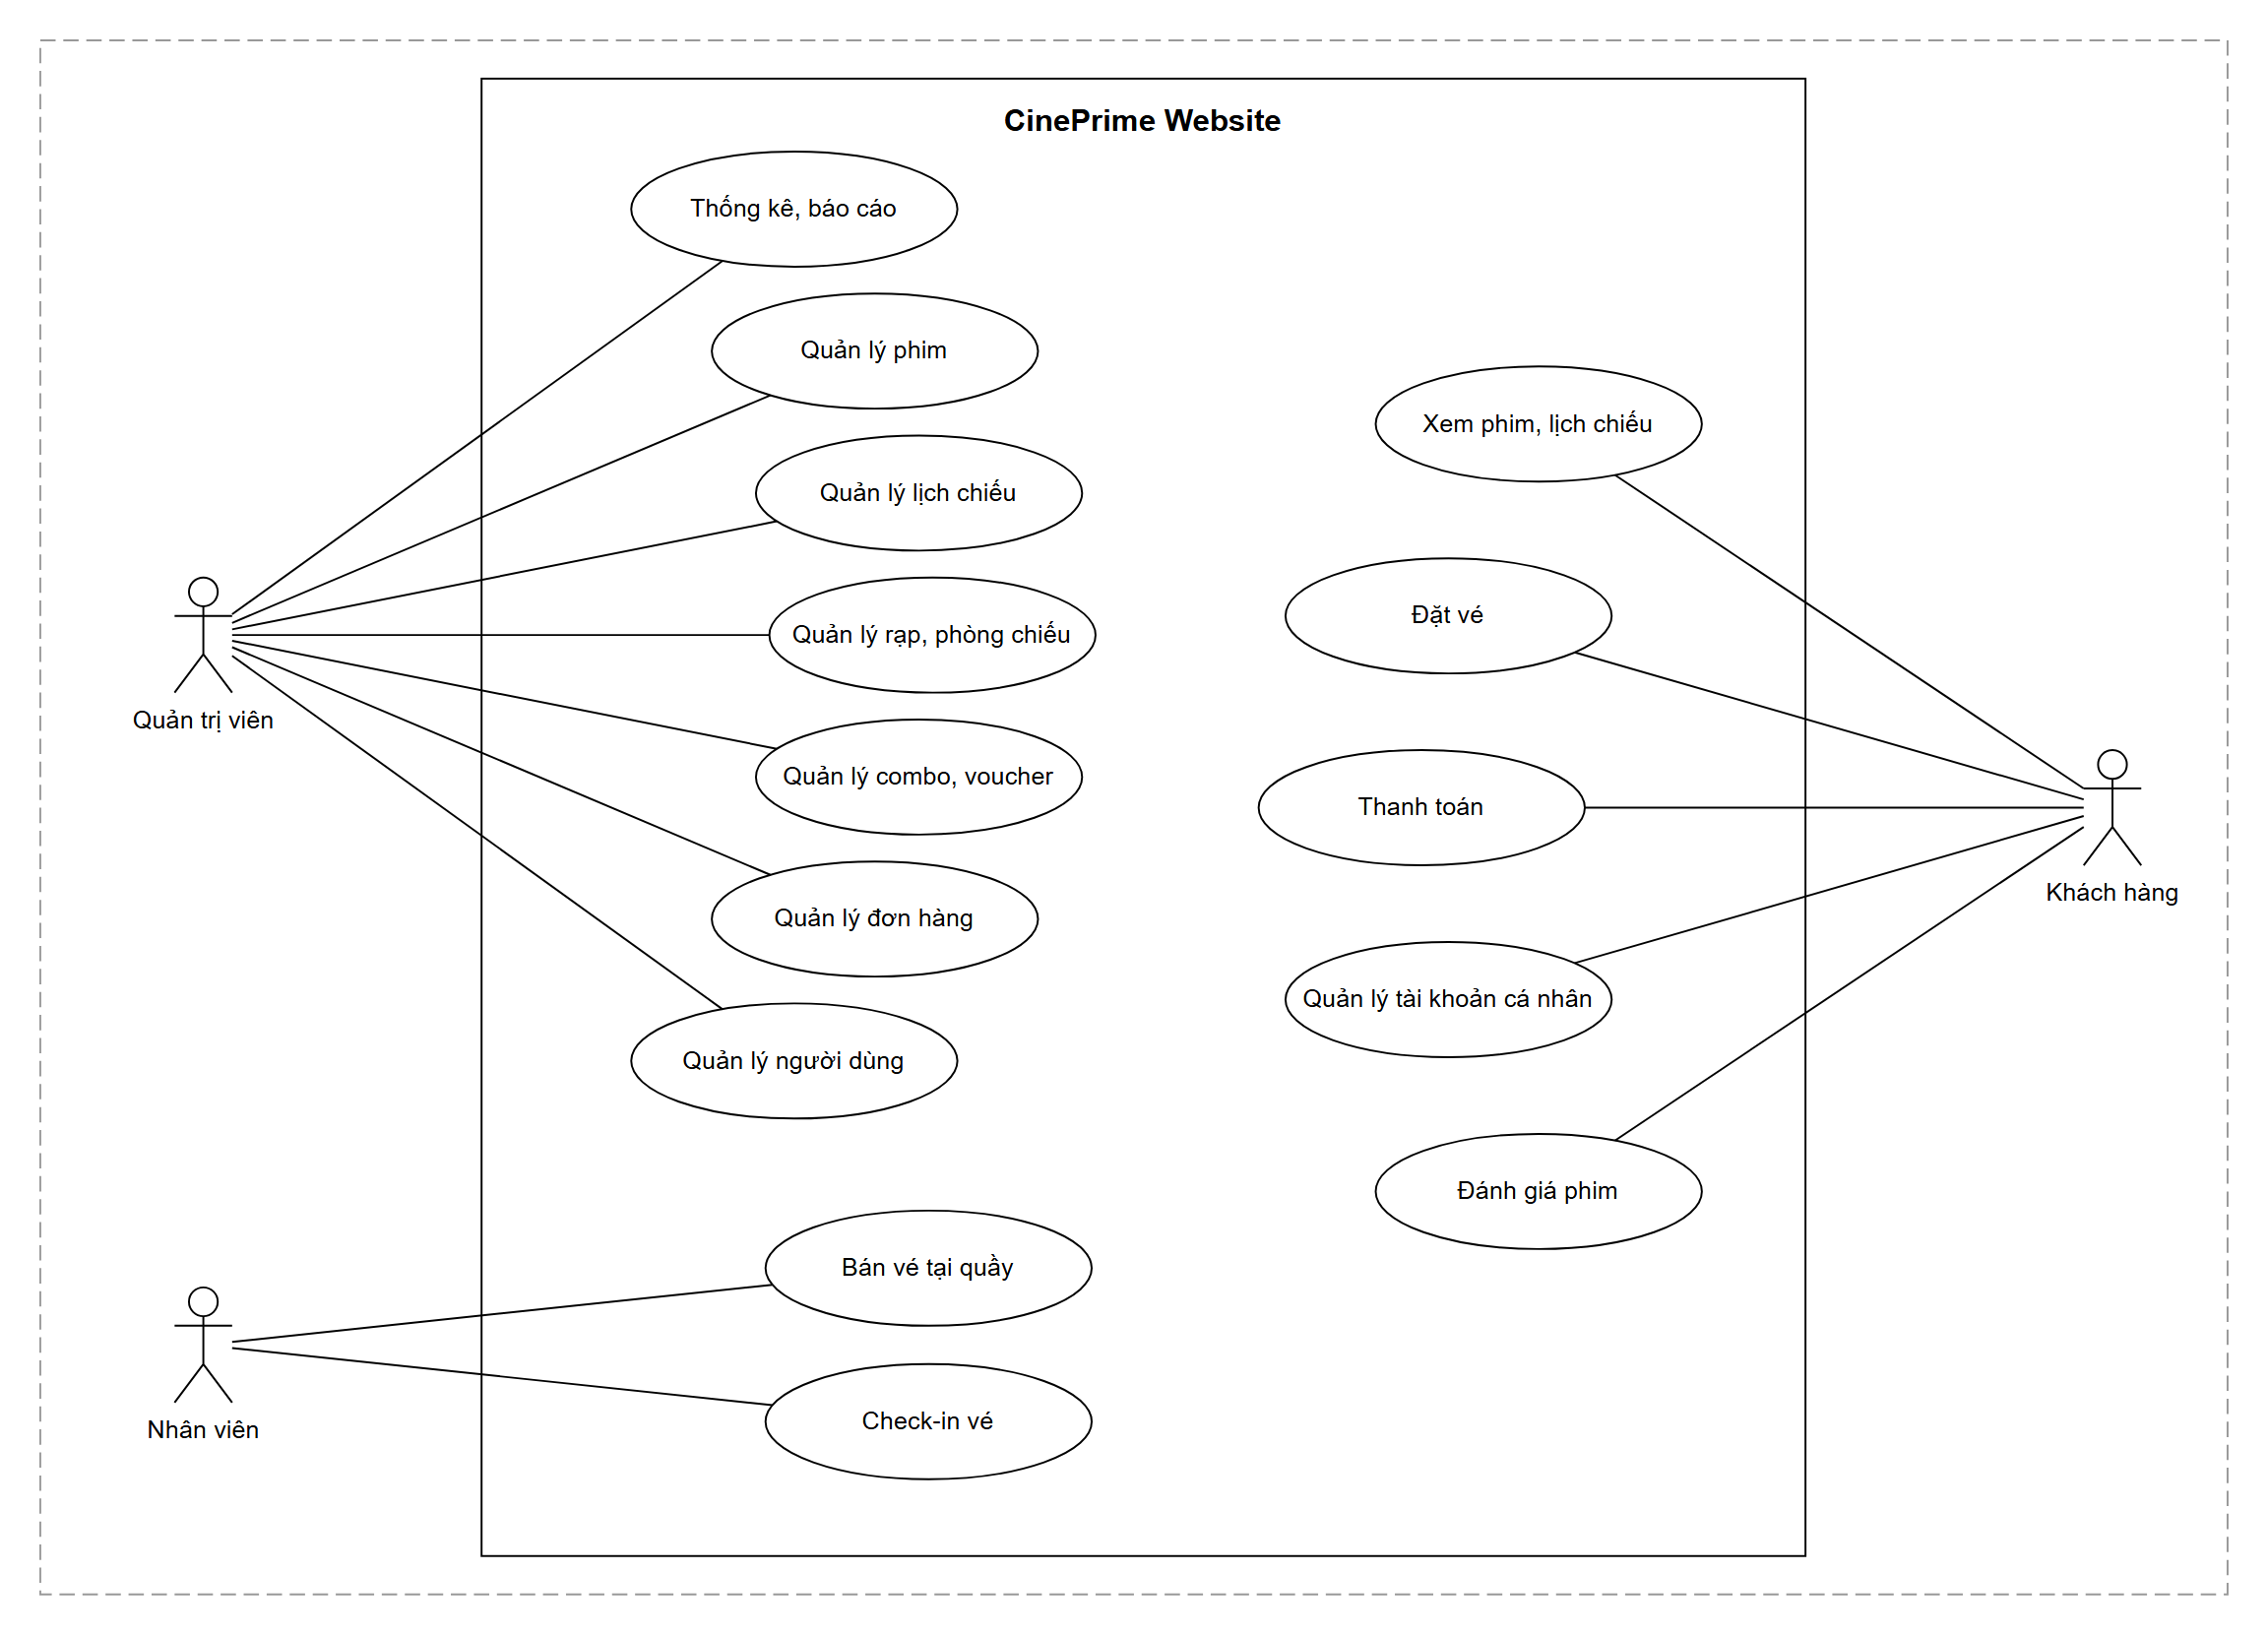 CinePrime Website
Thống kê, báo cáo
Quản lý phim
Quản lý lịch chiếu
Quản lý rạp, phòng chiếu
Quản lý combo, voucher
Quản lý đơn hàng
Quản lý người dùng
Quản trị viên
Bán vé tại quầy
Check-in vé
Nhân viên
Xem phim, lịch chiếu
Đặt vé
Thanh toán
Quản lý tài khoản cá nhân
Đánh giá phim
Khách hàng